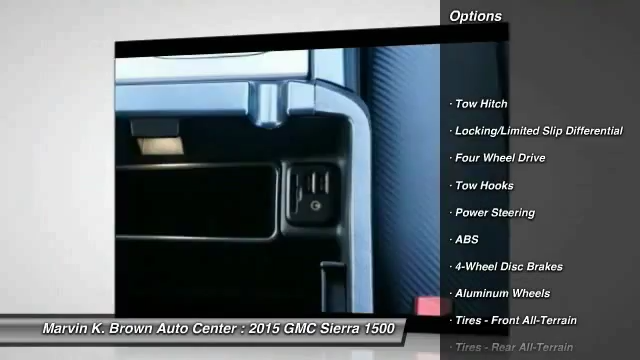 Options
· Tow Hitch
· Locking/Limited Slip Differential
· Four Wheel Drive
· Tow Hooks
· Power Steering
· ABS
· 4-Wheel Disc Brakes
· Aluminum Wheels
· Tires - Front All-Terrain
· Tires - Rear All-Terrain
Marvin K. Brown Auto Center : 2015 GMC Sierra 1500